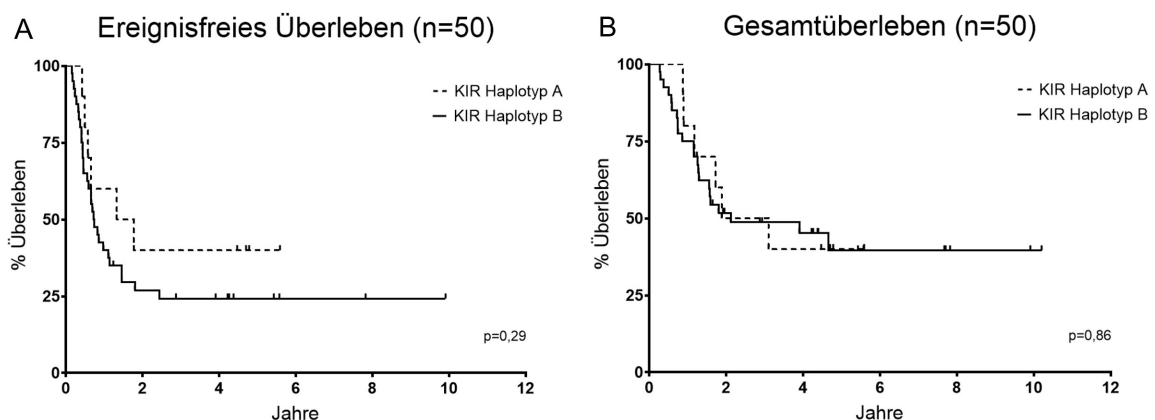 A Ereignisfreies Überleben (n=50)
100
75
50
25
0
% Überleben
KIR Haplotyp A
KIR Haplotyp B
p=0,29
0 2 4 6 8 10 12
Jahre
B Gesamtüberleben (n=50)
100
75
50
25
0
% Überleben
KIR Haplotyp A
KIR Haplotyp B
p=0,86
0 2 4 6 8 10 12
Jahre